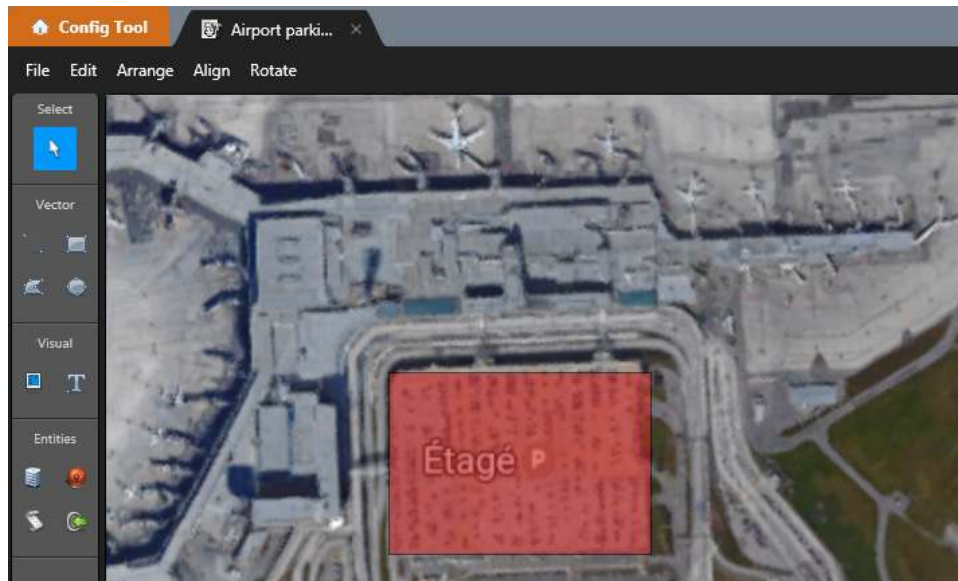 Config Tool
Airport parki...
File Edit Arrange Align Rotate
Select
Vector
Visual
T
Entities
Étagé P